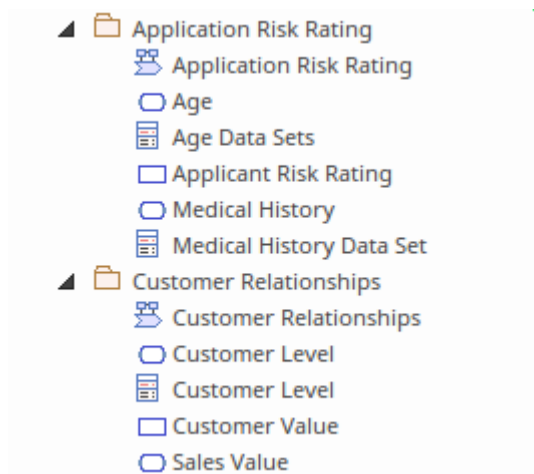 Application Risk Rating
Application Risk Rating
Age
Age Data Sets
Applicant Risk Rating
Medical History
Medical History Data Set
Customer Relationships
Customer Relationships
Customer Level
Customer Level
Customer Value
Sales Value